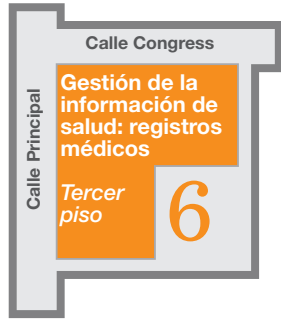 Calle Congress
Calle Principal
Gestión de la
información de
salud: registros
médicos
Tercer
piso
6